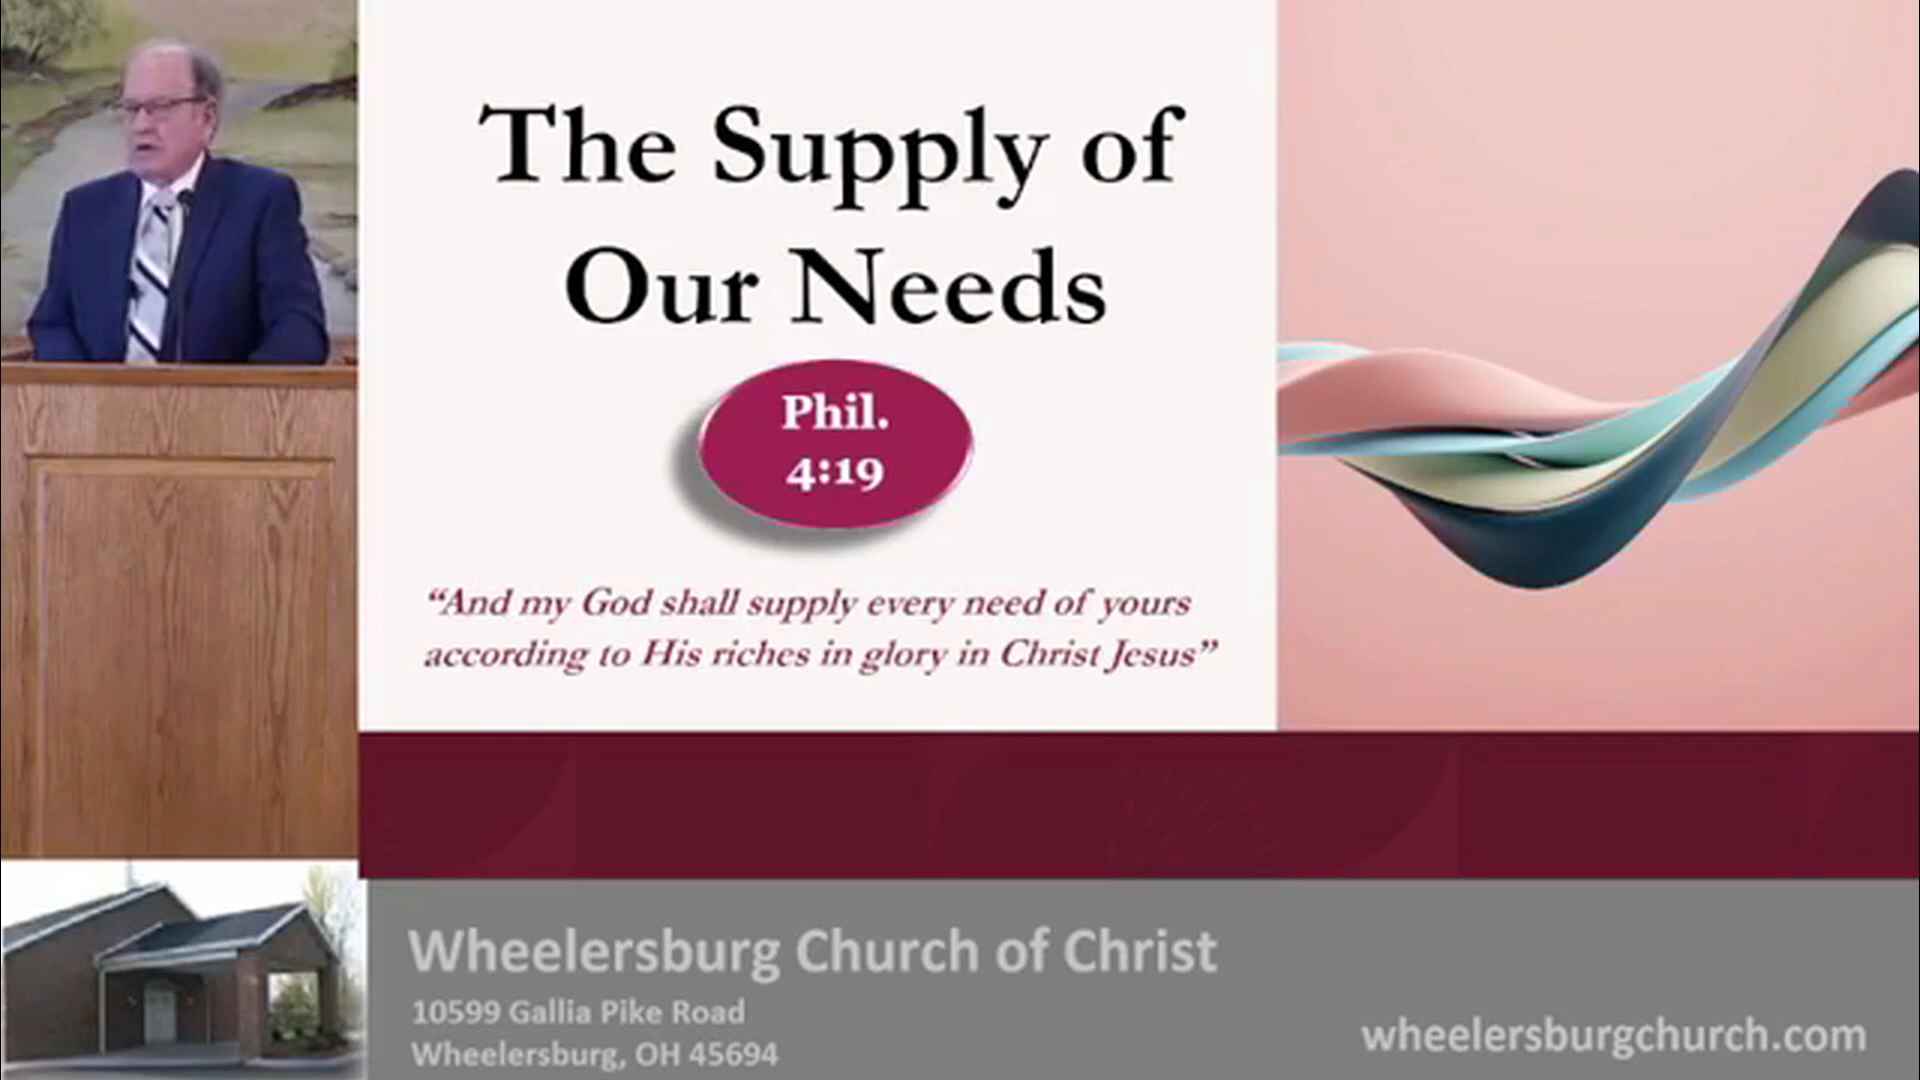 The Supply of
Our Needs
Phil.
4:19
“And my God shall supply every need of yours
according to His riches in glory in Christ Jesus”
Wheelersburg Church of Christ
10599 Gallia Pike Road
Wheelersburg, OH 45694
wheelersburgchurch.com